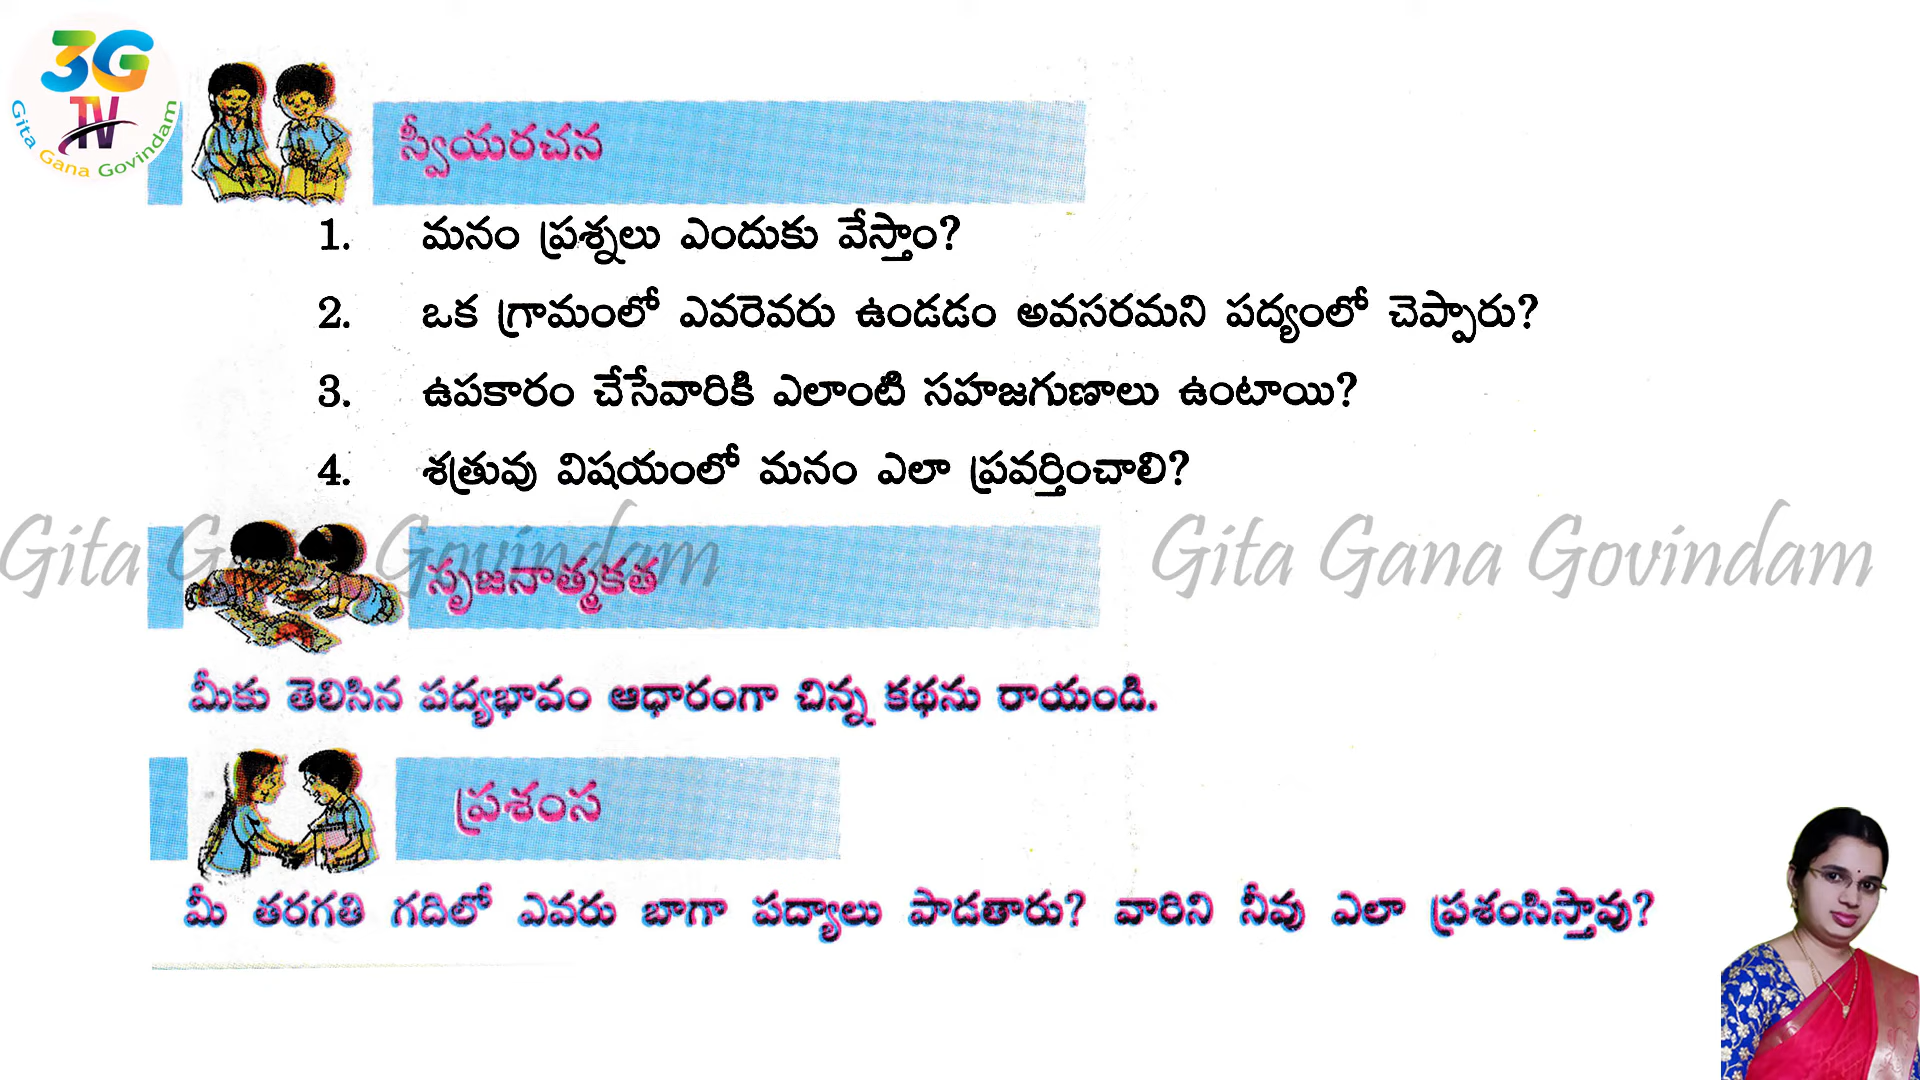 3G
TV
Gita Gana Govindam
స్వీయరచన
1. మనం ప్రశ్నలు ఎందుకు వేస్తాం?
2. ఒక గ్రామంలో ఎవరెవరు ఉండడం అవసరమని పద్యంలో చెప్పారు?
3. ఉపకారం చేసేవారికి ఎలాంటి సహజగుణాలు ఉంటాయి?
4. శత్రువు విషయంలో మనం ఎలా ప్రవర్తించాలి?
Gita Gana Govindam Gita Gana Govindam
సృజనాత్మకత
మీకు తెలిసిన పద్యభావం ఆధారంగా చిన్న కథను రాయండి.
ప్రశంస
మీ తరగతి గదిలో ఎవరు బాగా పద్యాలు పాడతారు? వారిని నీవు ఎలా ప్రశంసిస్తావు?